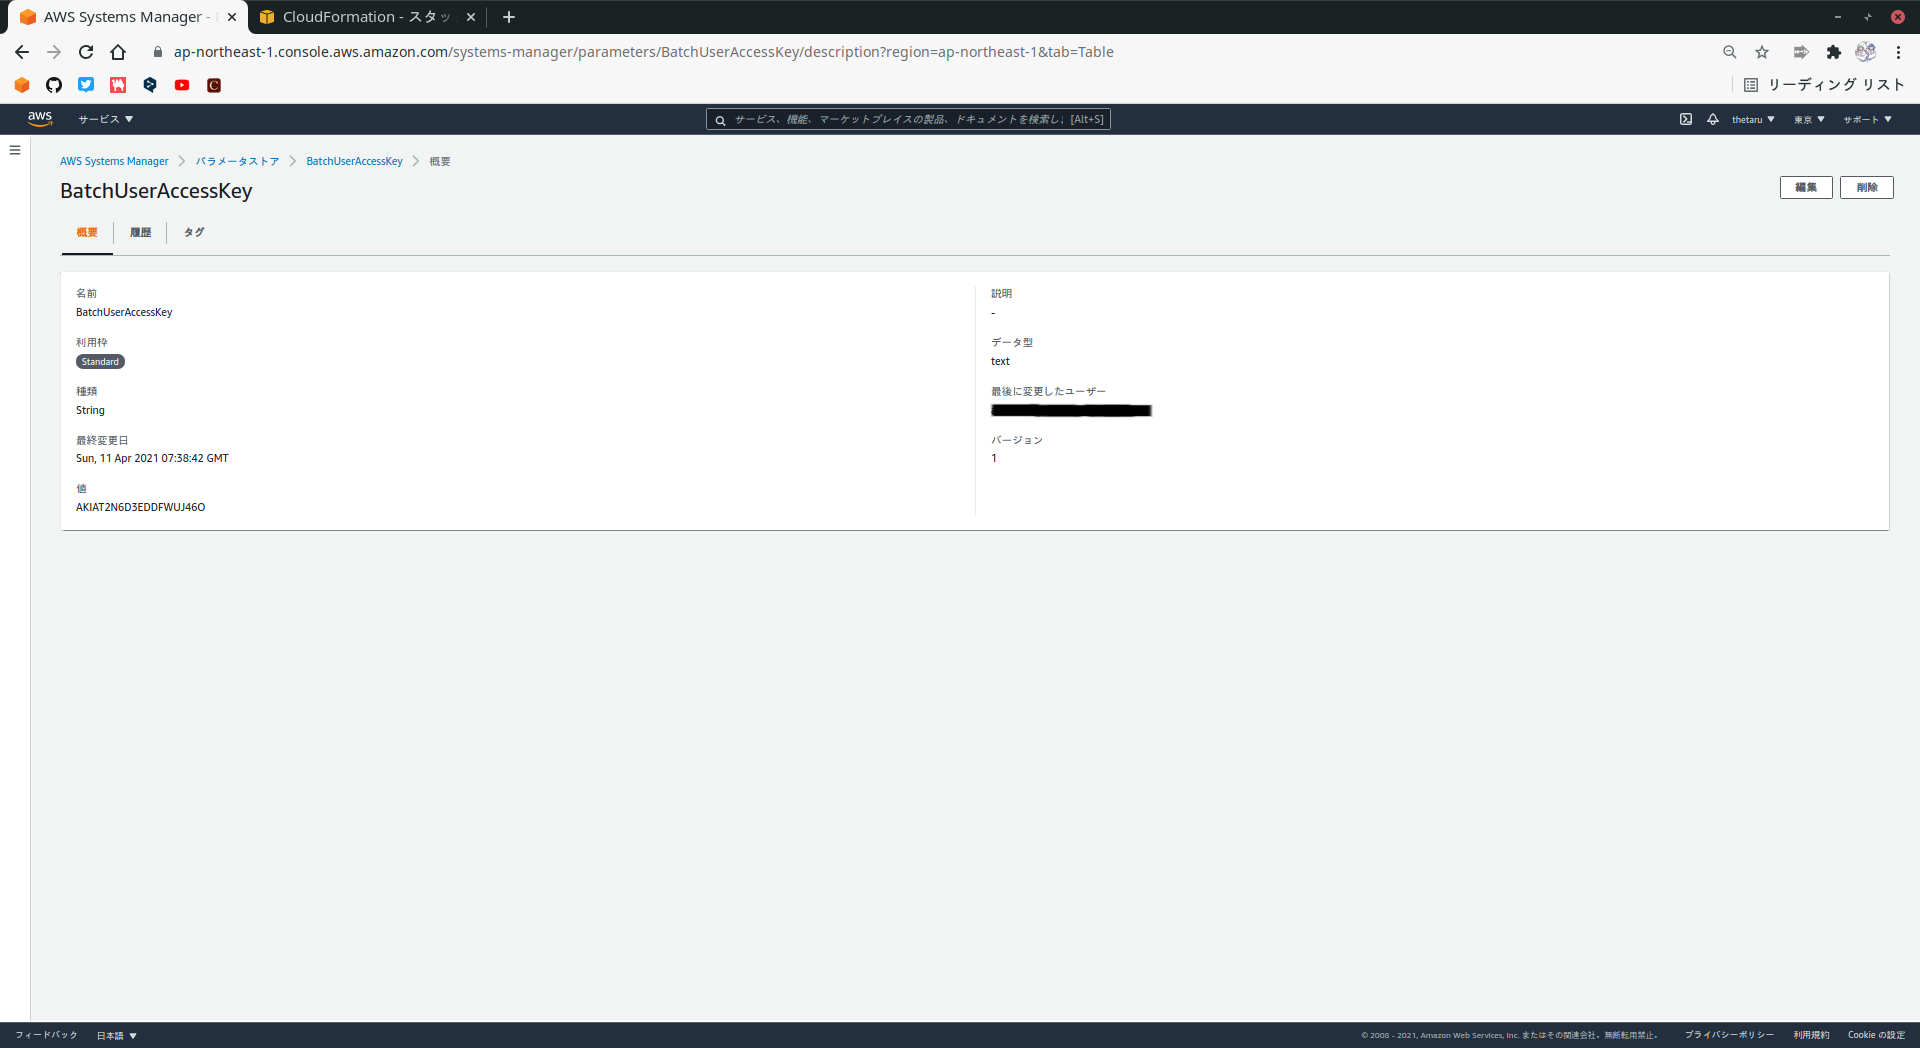 AWS Systems Manager -
CloudFormation - スタッ
ap-northeast-1.console.aws.amazon.com/systems-manager/parameters/BatchUserAccessKey/description?region=ap-northeast-1&tab=Table
リーディング リスト
aws サービス ▼
サービス、機能、マーケットプレイスの製品、ドキュメントを検索し [Alt+S]
thetaru ▼ 東京 ▼ サポート ▼
AWS Systems Manager > パラメータストア > BatchUserAccessKey > 概要
BatchUserAccessKey
編集 削除
概要 履歴 タグ
名前
BatchUserAccessKey
利用枠
Standard
種類
String
最終変更日
Sun, 11 Apr 2021 07:38:42 GMT
値
AKIAT2N6D3EDDFWUJ46O
説明
-
データ型
text
最後に変更したユーザー
バージョン
1
フィードバック 日本語 ▼
© 2008 - 2021, Amazon Web Services, Inc. またはその関連会社。無断転用禁止。 プライバシーポリシー 利用規約 Cookie の設定